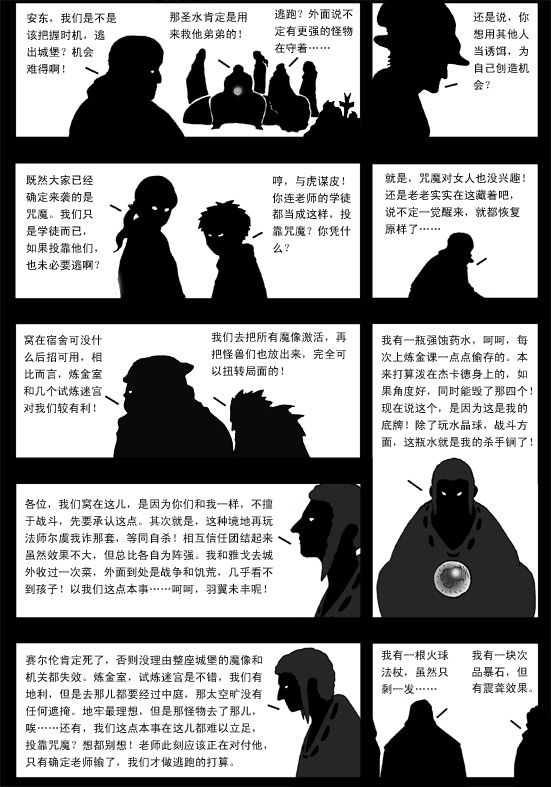 安东，我们是不是
该把握时机，逃
出城堡？机会
难得啊！
那圣水肯定是用
来救他弟弟的！
逃跑？外面说不
定有更强的怪物
在守着……
还是说，你
想用其他人
当诱饵，为
自己创造机
会？
既然大家已经
确定来袭的是
咒魔。我们只
是学徒而已，
如果投靠他们，
也未必要逃啊？
哼，与虎谋皮！
你连老师的学徒
都当成这样，投
靠咒魔？你凭什
么？
就是，咒魔对女人也没兴趣！
还是老老实实在这藏着吧，
说不定一觉醒来，就都恢复
原样了……
窝在宿舍可没什
么后招可用，相
比而言，炼金室
和几个试炼迷宫
对我们较有利！
我们去把所有魔像激活，再
把怪兽们也放出来，完全可
以扭转局面的！
我有一瓶强蚀药水，呵呵，每
次上炼金课一点点偷存的。本
来打算泼在杰卡德身上的，如
果角度好，同时能毁了那四个！
现在说这个，是因为这是我的
底牌！除了玩水晶球，战斗方
面，这瓶水就是我的杀手锏了！
各位，我们窝在这儿，是因为你们和我一样，不擅
于战斗，先要承认这点。其次就是，这种境地再玩
法师尔虞我诈那套，等同自杀！相互信任团结起来
虽然效果不大，但总比各自为阵强。我和雅戈去城
外收过一次菜，外面到处是战争和饥荒，几乎看不
到孩子！以我们这点本事……呵呵，羽翼未丰呢！
赛尔伦肯定死了，否则没理由整座城堡的魔像和
机关都失效。炼金室，试炼迷宫是不错，我们有
地利，但是去那儿都要经过中庭，那太空旷没有
任何遮掩。地牢最理想，但是那怪物去了那儿，
唉……还有，我们这点本事在这儿都难以立足，
投靠咒魔？想都别想！老师此刻应该正在对付他，
只有确定老师输了，我们才做逃跑的打算。
我有一根火球
法杖，虽然只
剩一发……
我有一块次
品暴石，但
有震聋效果。